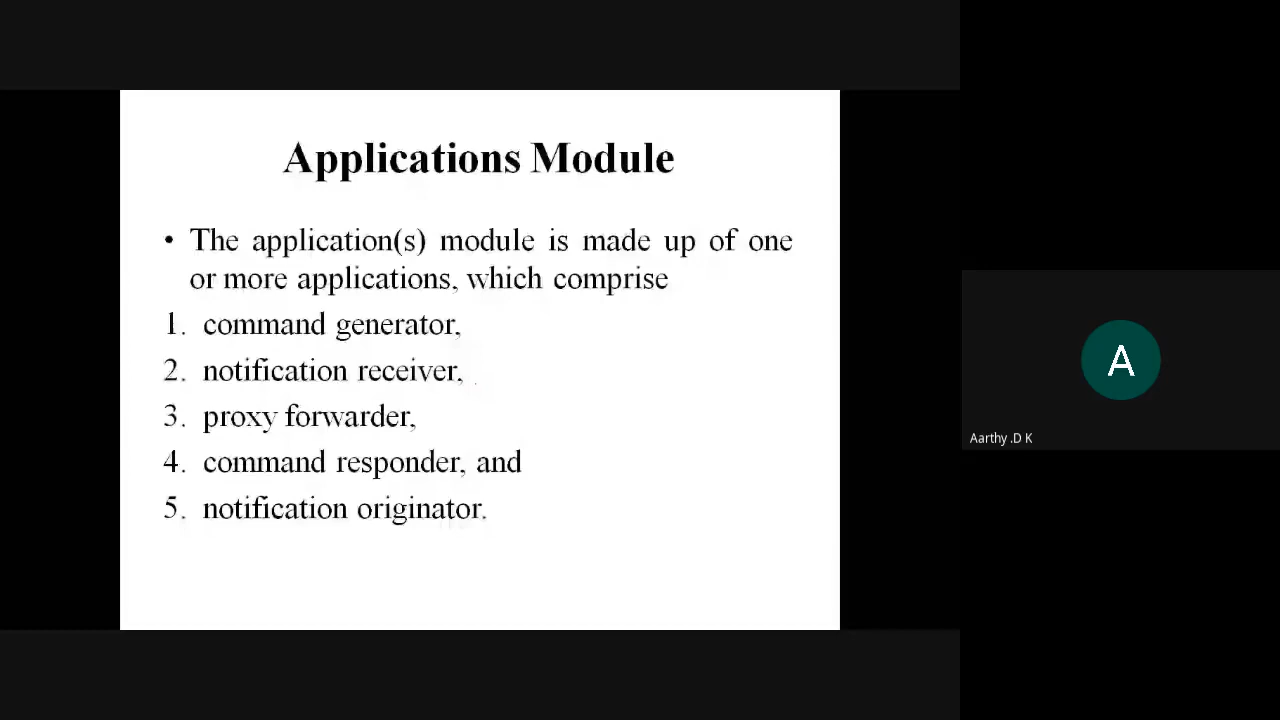 Applications Module
• The application(s) module is made up of one
or more applications, which comprise
1. command generator,
2. notification receiver,
3. proxy forwarder,
4. command responder, and
5. notification originator.
A
Aarthy .D K